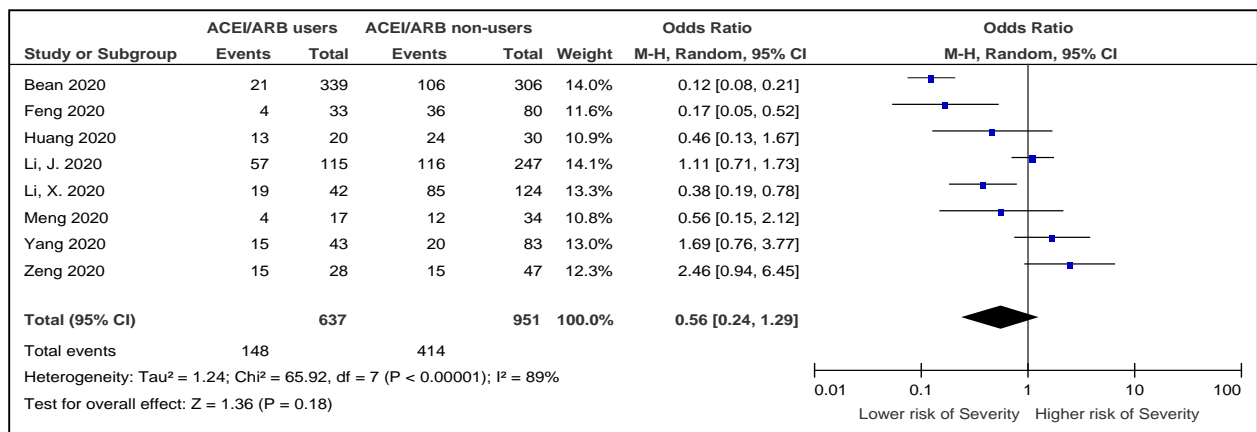 ACEI/ARB users ACEI/ARB non-users Odds Ratio Odds Ratio
Study or Subgroup Events Total Events Total Weight M-H, Random, 95% CI M-H, Random, 95% CI
Bean 2020 21 339 106 306 14.0% 0.12 [0.08, 0.21]
Feng 2020 4 33 36 80 11.6% 0.17 [0.05, 0.52]
Huang 2020 13 20 24 30 10.9% 0.46 [0.13, 1.67]
Li, J. 2020 57 115 116 247 14.1% 1.11 [0.71, 1.73]
Li, X. 2020 19 42 85 124 13.3% 0.38 [0.19, 0.78]
Meng 2020 4 17 12 34 10.8% 0.56 [0.15, 2.12]
Yang 2020 15 43 20 83 13.0% 1.69 [0.76, 3.77]
Zeng 2020 15 28 15 47 12.3% 2.46 [0.94, 6.45]
Total (95% CI) 637 951 100.0% 0.56 [0.24, 1.29]
Total events 148 414
Heterogeneity: Tau² = 1.24; Chi² = 65.92, df = 7 (P < 0.00001); I² = 89%
Test for overall effect: Z = 1.36 (P = 0.18)
0.01 0.1 1 10 100
Lower risk of Severity Higher risk of Severity